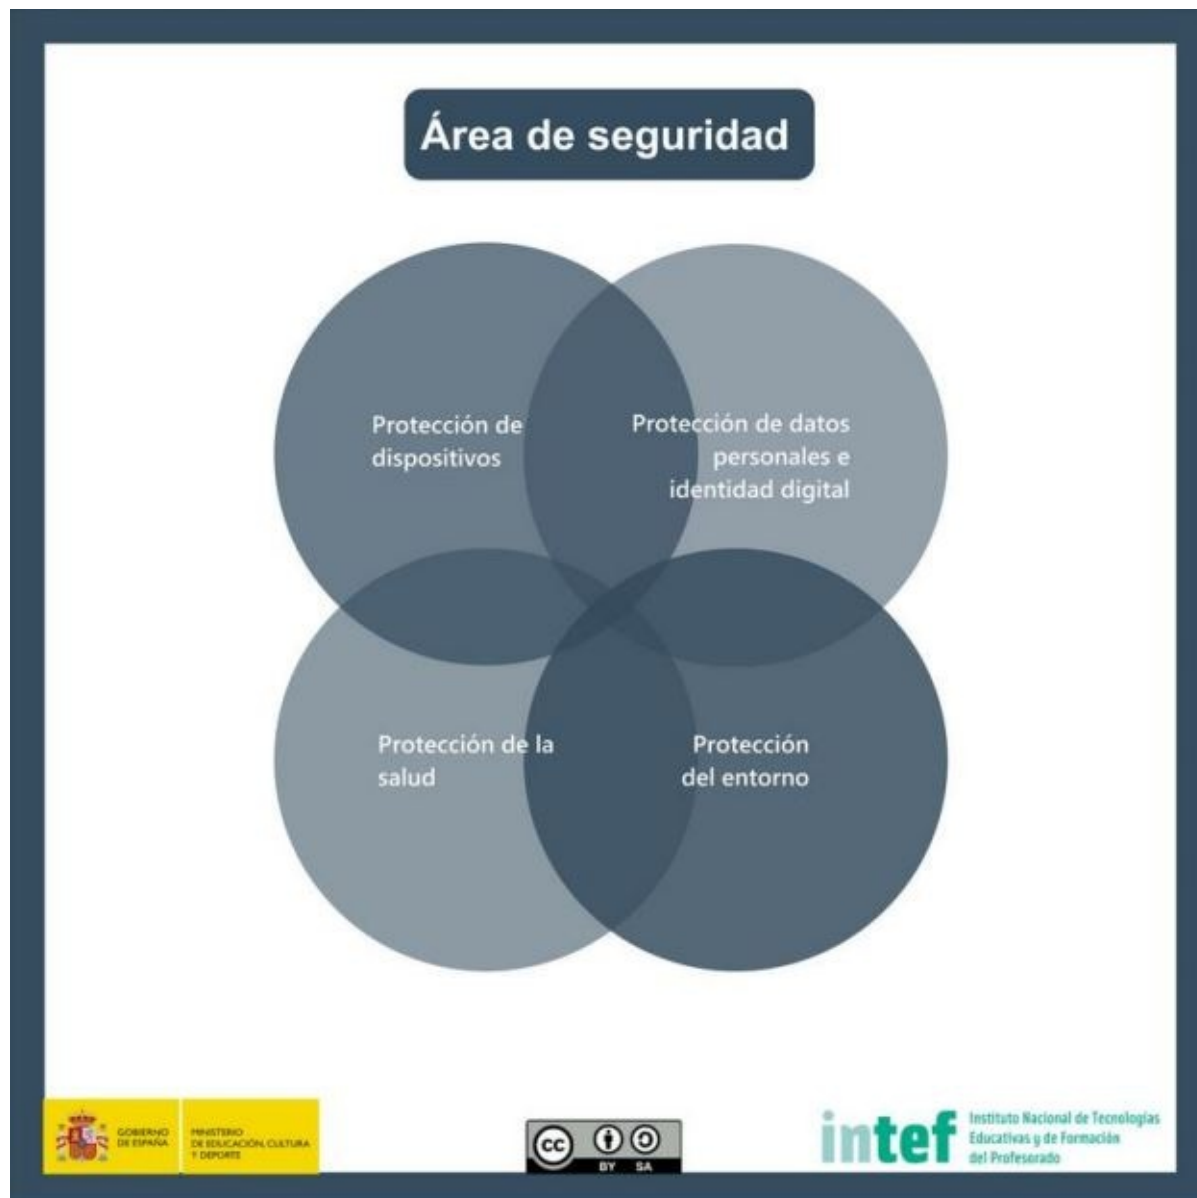 Área de seguridad
Protección de
dispositivos
Protección de datos
personales e
identidad digital
Protección de la
salud
Protección
del entorno
GOBIERNO
DE ESPAÑA
MINISTERIO
DE EDUCACIÓN, CULTURA
Y DEPORTE
cc
BY SA
intef
Instituto Nacional de Tecnologías
Educativas y de Formación
del Profesorado